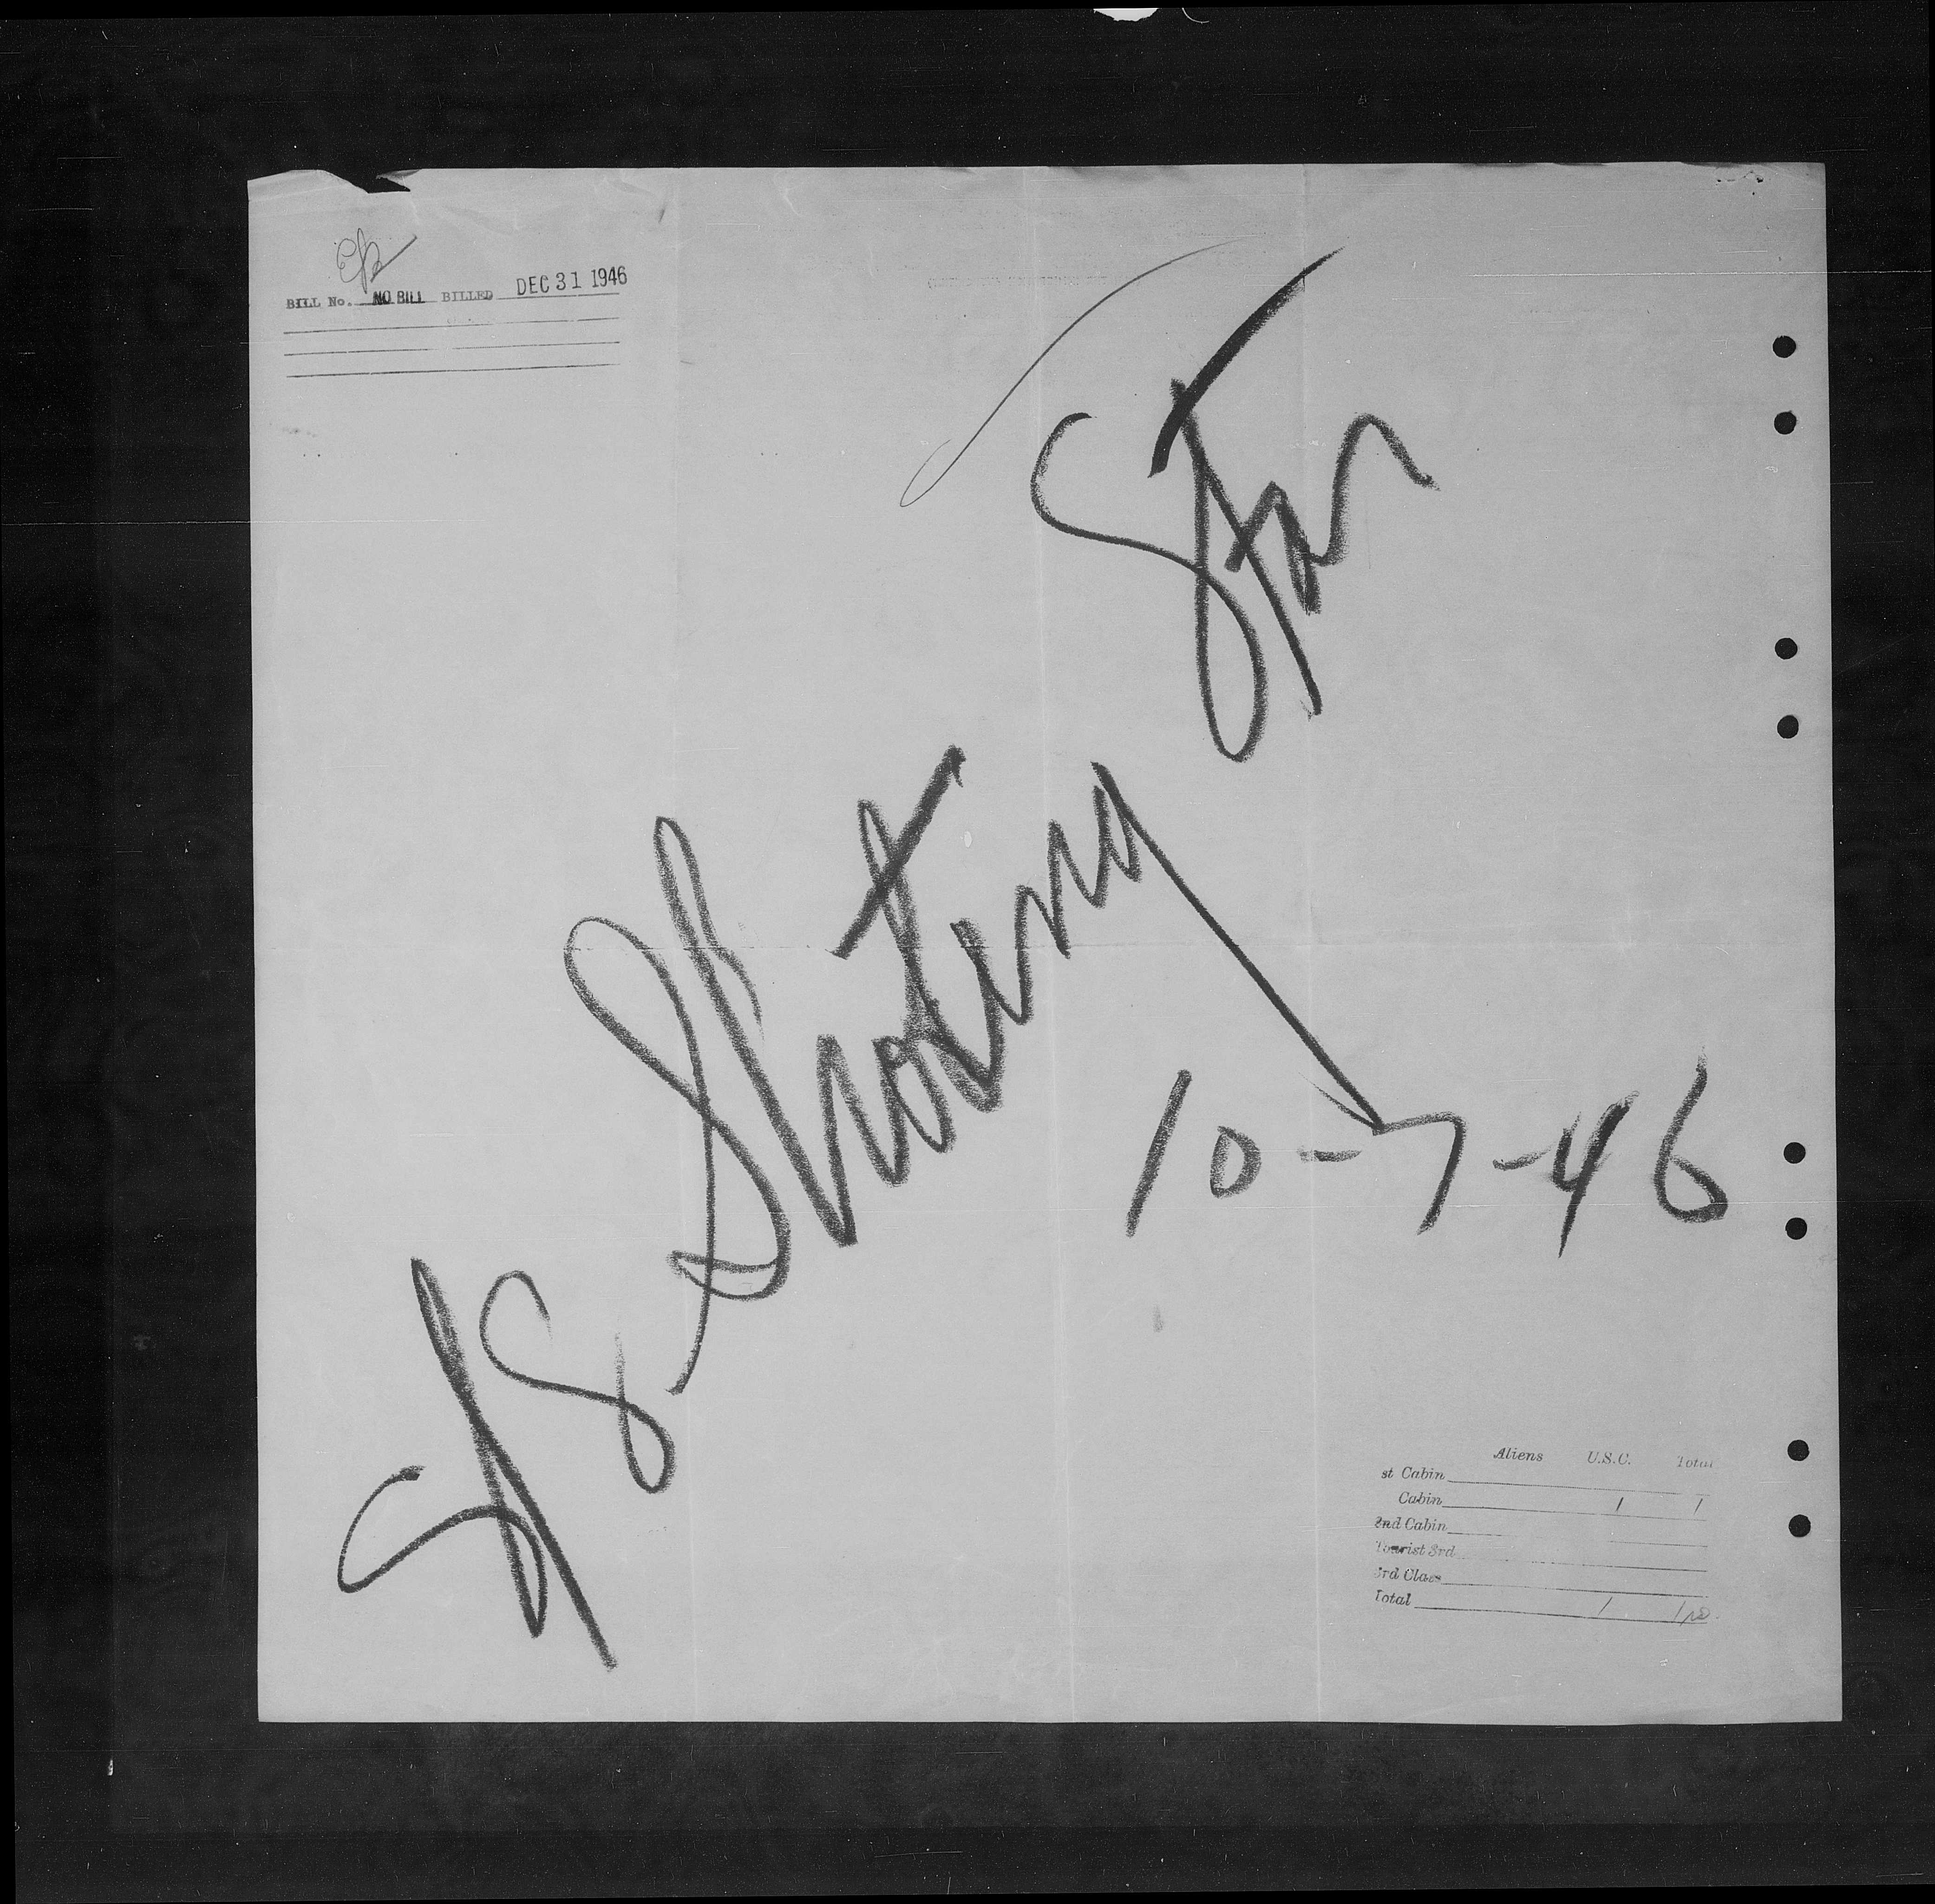 BILL No. NO BILL BILLED DEC 31 1946
SS Shooting Star
10-7-46
Aliens U.S.C. Total
st Cabin
Cabin 1 1
2nd Cabin
Tourist 3rd
3rd Class
Total 1 1